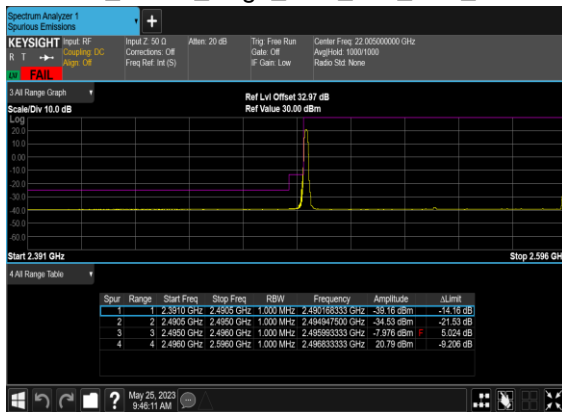 Spectrum Analyzer 1
Spurious Emissions
+
KEYSIGHT Input: RF Input Z: 50 Ω Atten: 20 dB Trig: Free Run Center Freq: 22.005000000 GHz
R T Coupling: DC Corrections: Off Gate: Off Avg|Hold: 1000/1000
Align: Off Freq Ref: Int (S) IF Gain: Low Radio Std: None
LXI FAIL
3 All Range Graph
Ref Lvl Offset 32.97 dB
Scale/Div 10.0 dB Ref Value 30.00 dBm
Log
20.0
10.0
0.00
-10.0
-20.0
-30.0
-40.0
-50.0
-60.0
Start 2.391 GHz Stop 2.596 GH
4 All Range Table
Spur Range Start Freq Stop Freq RBW Frequency Amplitude ΔLimit
1 1 2.3910 GHz 2.4905 GHz 1.000 MHz 2.490168333 GHz -39.16 dBm -14.16 dB
2 2 2.4905 GHz 2.4950 GHz 1.000 MHz 2.494947500 GHz -34.53 dBm -21.53 dB
3 3 2.4950 GHz 2.4960 GHz 1.000 MHz 2.495993333 GHz -7.976 dBm F 5.024 dB
4 4 2.4960 GHz 2.5960 GHz 1.000 MHz 2.496833333 GHz 20.79 dBm -9.206 dB
? May 25, 2023
9:46:11 AM